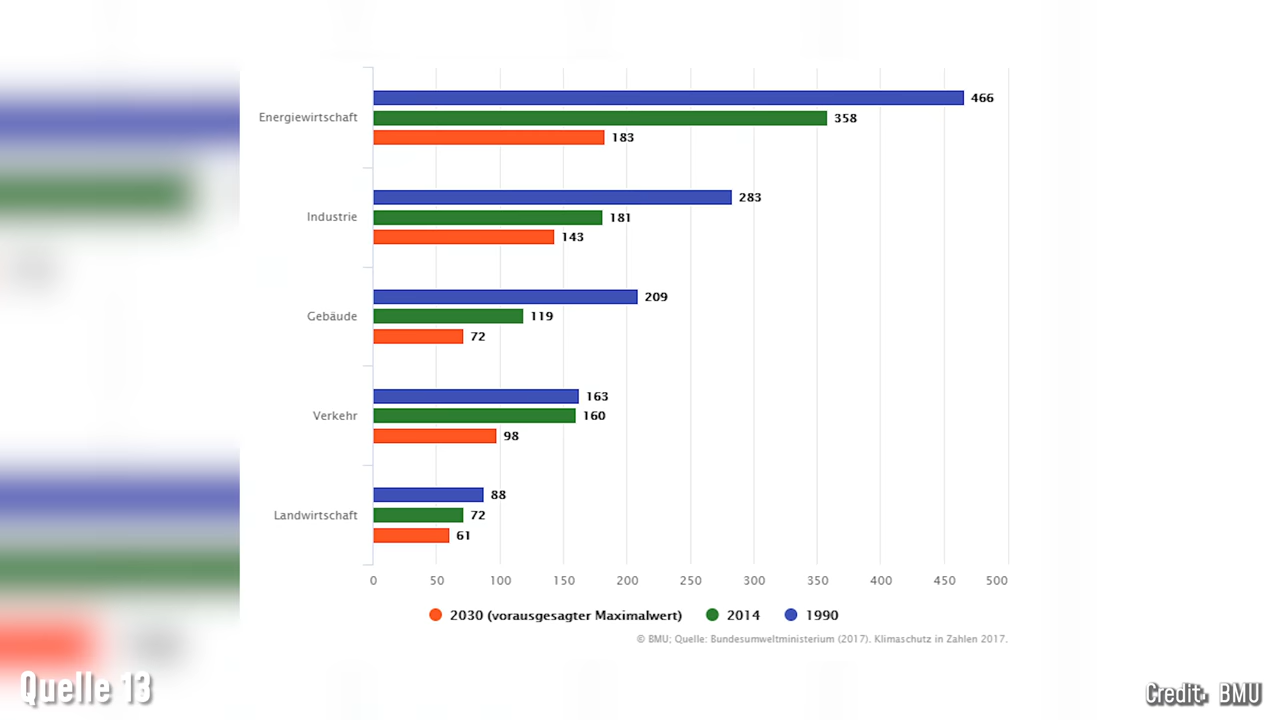 466
Energiewirtschaft
358
183
283
Industrie
181
143
209
Gebäude
119
72
163
Verkehr
160
98
88
Landwirtschaft
72
61
0 50 100 150 200 250 300 350 400 450 500
2030 (vorausgesagter Maximalwert) 2014 1990
© BMU; Quelle: Bundesumweltministerium (2017). Klimaschutz in Zahlen 2017.
Quelle 13
Credit: BMU